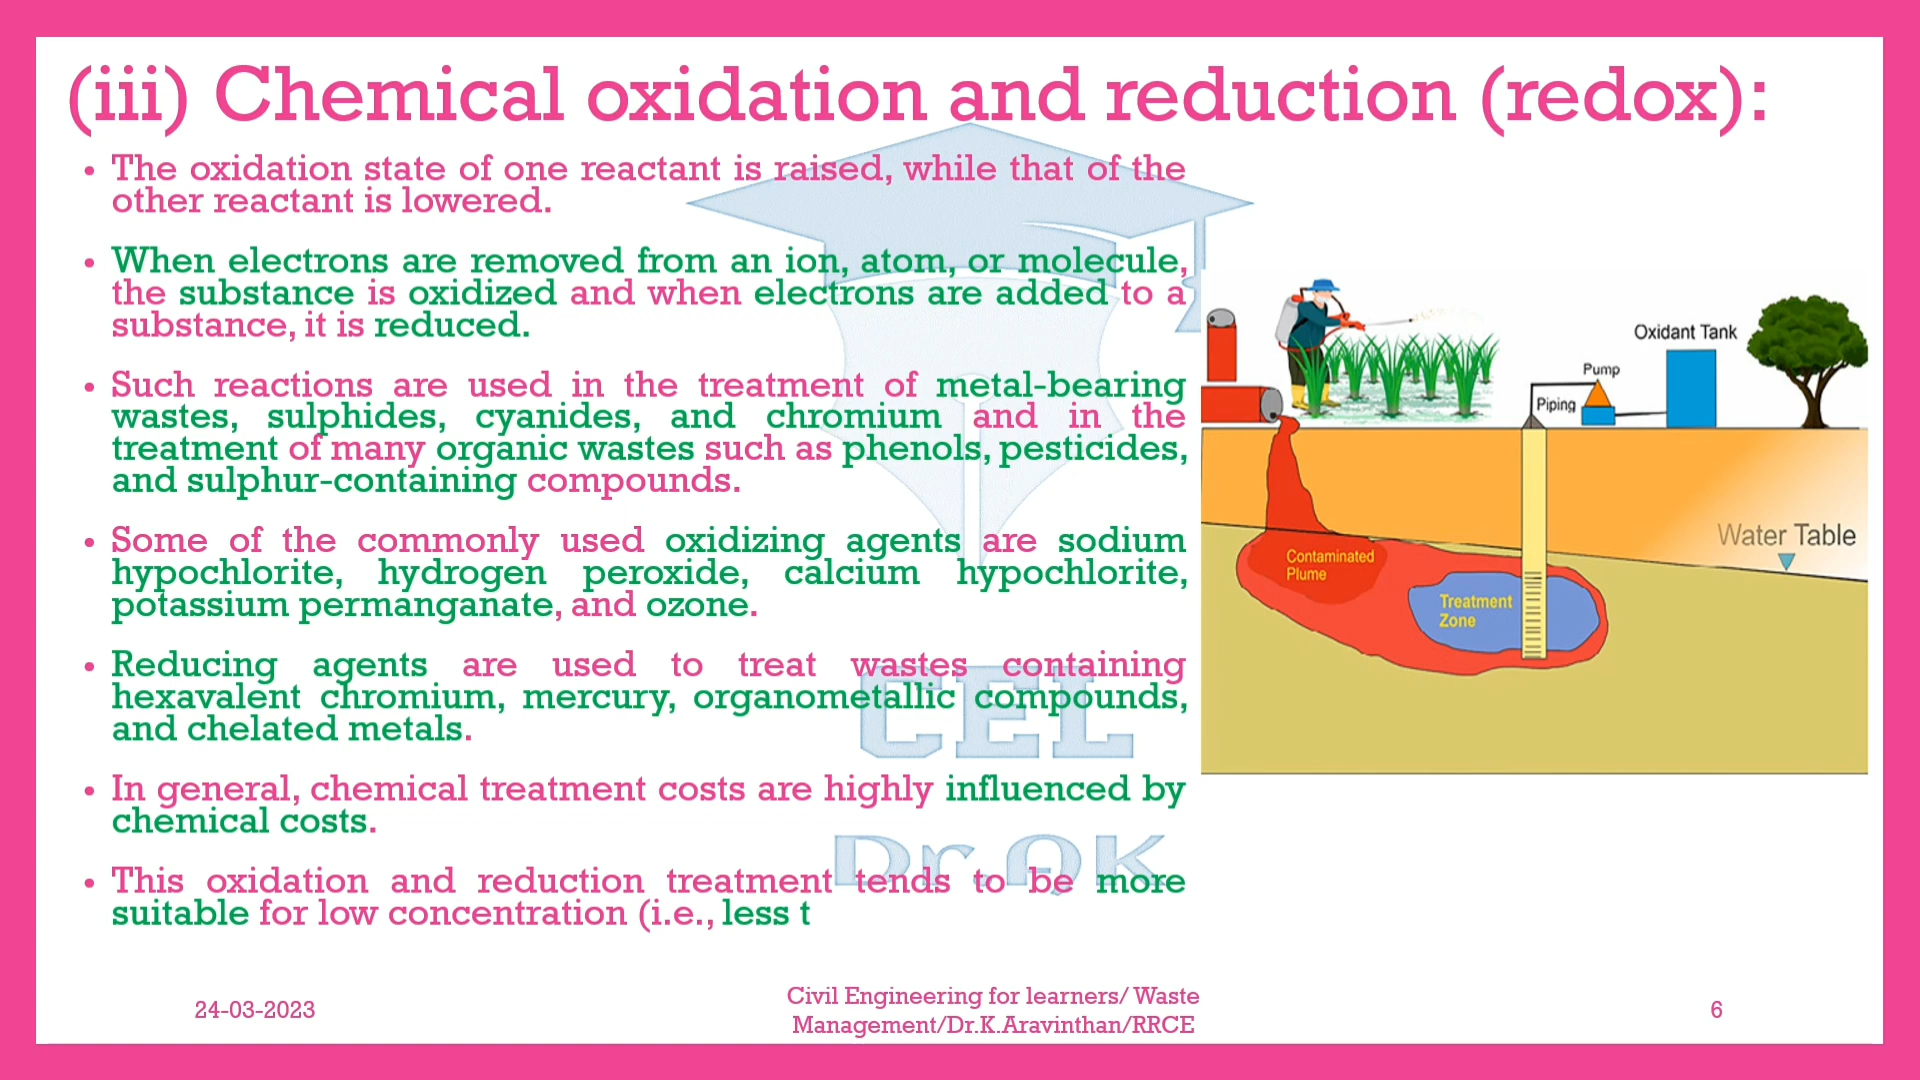 (iii) Chemical oxidation and reduction (redox):
• The oxidation state of one reactant is raised, while that of the
other reactant is lowered.
• When electrons are removed from an ion, atom, or molecule,
the substance is oxidized and when electrons are added to a
substance, it is reduced.
• Such reactions are used in the treatment of metal-bearing
wastes, sulphides, cyanides, and chromium and in the
treatment of many organic wastes such as phenols, pesticides,
and sulphur-containing compounds.
• Some of the commonly used oxidizing agents are sodium
hypochlorite, hydrogen peroxide, calcium hypochlorite,
potassium permanganate, and ozone.
• Reducing agents are used to treat wastes containing
hexavalent chromium, mercury, organometallic compounds,
and chelated metals.
• In general, chemical treatment costs are highly influenced by
chemical costs.
• This oxidation and reduction treatment tends to be more
suitable for low concentration (i.e., less t
CEL
Dr.QK
Oxidant Tank
Pump
Piping
Water Table
Contaminated
Plume
Treatment
Zone
24-03-2023
Civil Engineering for learners/ Waste
Management/Dr.K.Aravinthan/RRCE
6